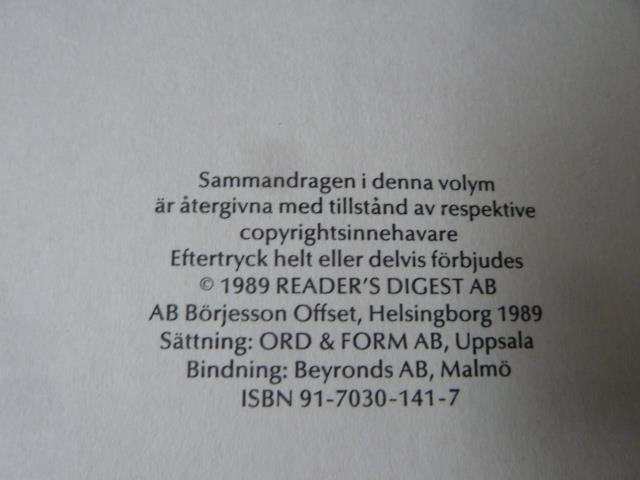 Sammandragen i denna volym
är återgivna med tillstånd av respektive
copyrightsinnehavare
Eftertryck helt eller delvis förbjudes
© 1989 READER'S DIGEST AB
AB Börjesson Offset, Helsingborg 1989
Sättning: ORD & FORM AB, Uppsala
Bindning: Beyronds AB, Malmö
ISBN 91-7030-141-7